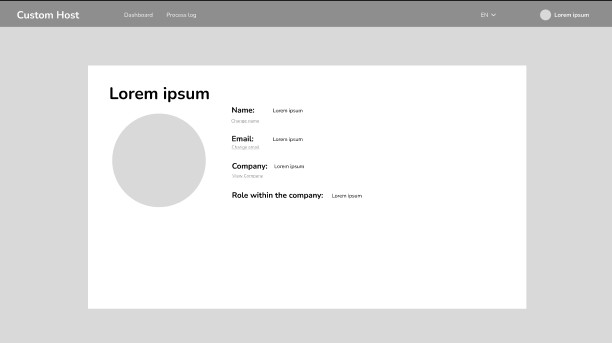 Custom Host Dashboard Process log EN Lorem ipsum
Lorem ipsum
Name: Lorem ipsum
Change name
Email: Lorem ipsum
Change email
Company: Lorem ipsum
View Company
Role within the company: Lorem ipsum